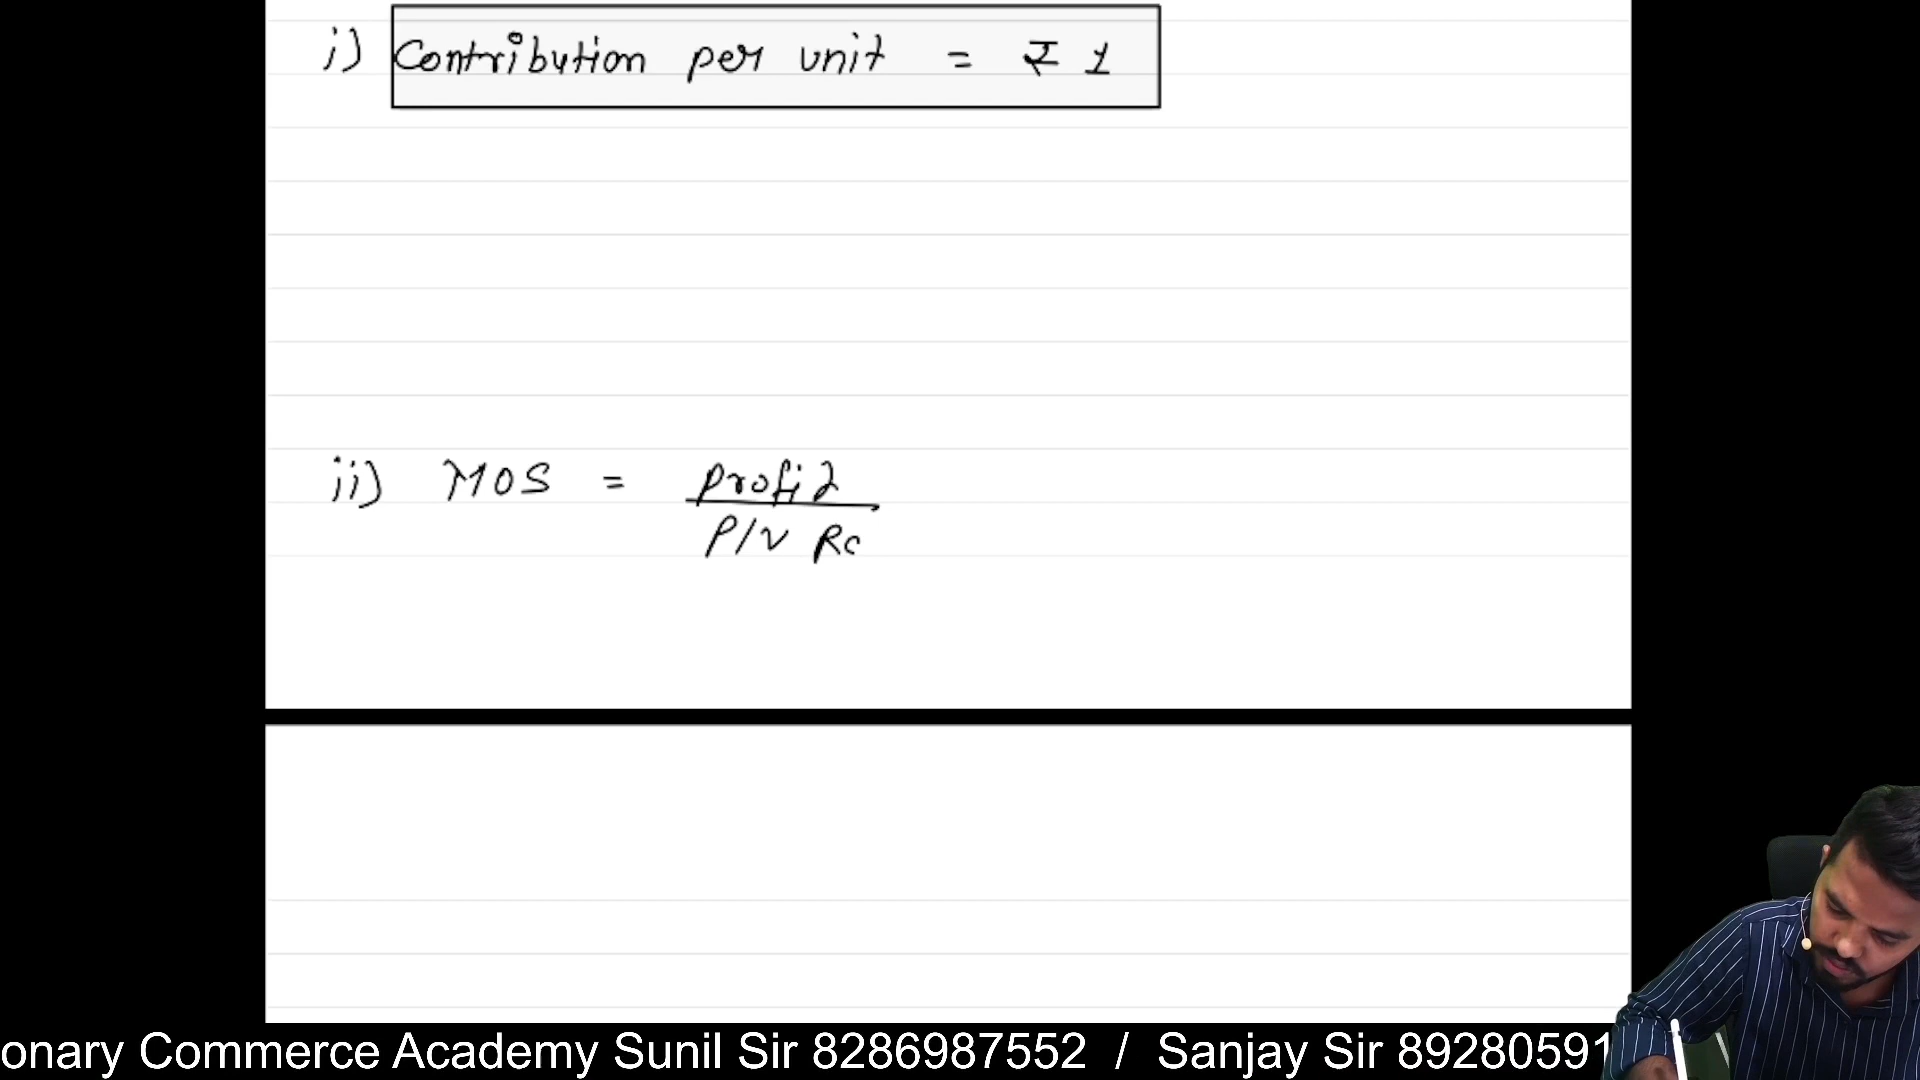 i) Contribution per unit = ₹ 1
ii) MOS = Profit
P/V Ra
onary Commerce Academy Sunil Sir 8286987552 / Sanjay Sir 89280591